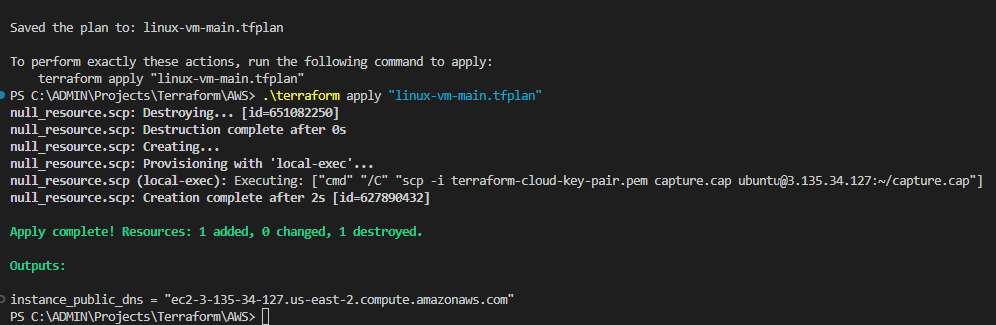 Saved the plan to: linux-vm-main.tfplan
To perform exactly these actions, run the following command to apply:
terraform apply "linux-vm-main.tfplan"
PS C:\ADMIN\Projects\Terraform\AWS> .\terraform apply "linux-vm-main.tfplan"
null_resource.scp: Destroying... [id=651082250]
null_resource.scp: Destruction complete after 0s
null_resource.scp: Creating...
null_resource.scp: Provisioning with 'local-exec'...
null_resource.scp (local-exec): Executing: ["cmd" "/C" "scp -i terraform-cloud-key-pair.pem capture.cap ubuntu@3.135.34.127:~/capture.cap"]
null_resource.scp: Creation complete after 2s [id=627890432]
Apply complete! Resources: 1 added, 0 changed, 1 destroyed.
Outputs:
instance_public_dns = "ec2-3-135-34-127.us-east-2.compute.amazonaws.com"
PS C:\ADMIN\Projects\Terraform\AWS>